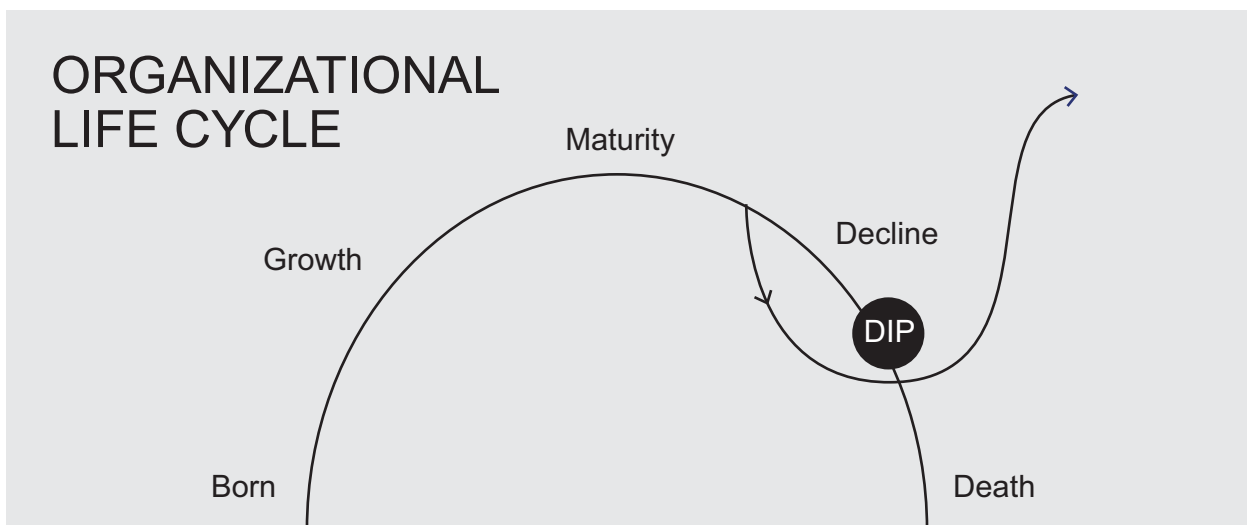 ORGANIZATIONAL
LIFE CYCLE
Maturity
Growth
Decline
DIP
Born
Death